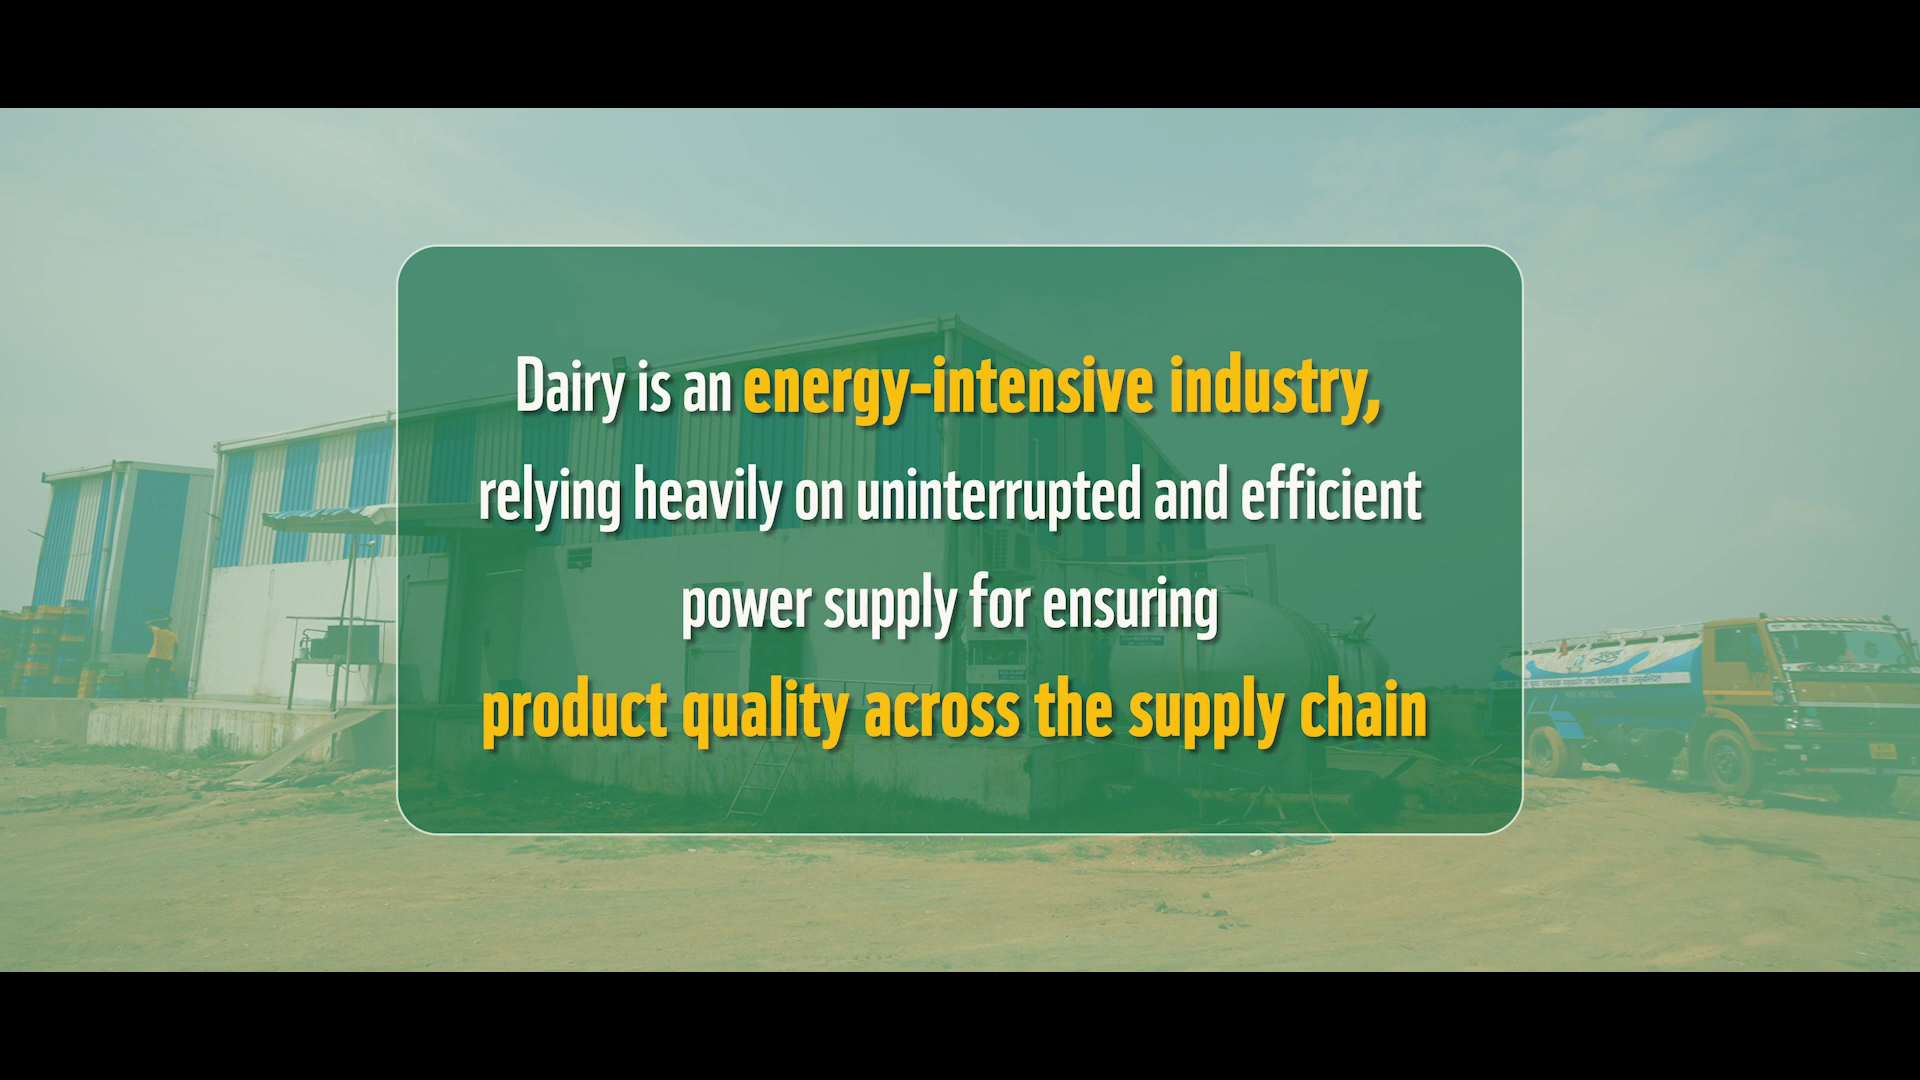 Dairy is an energy-intensive industry,
relying heavily on uninterrupted and efficient
power supply for ensuring
product quality across the supply chain